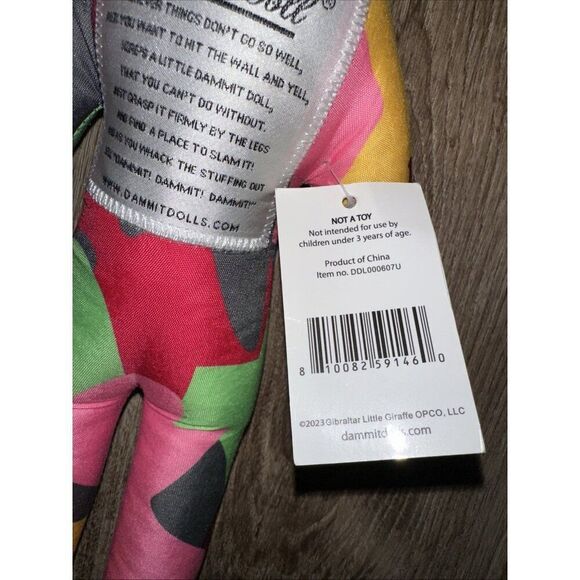 Doll®
EVER THINGS DON'T GO SO WELL,
YOU WANT TO HIT THE WALL AND YELL,
HERE'S A LITTLE DAMMIT DOLL,
THAT YOU CAN'T DO WITHOUT.
JUST GRASP IT FIRMLY BY THE LEGS
AND FIND A PLACE TO SLAM IT!
AS YOU WHACK THE STUFFING OUT
"DAMMIT! DAMMIT! DAMMIT!"
WWW.DAMMITDOLLS.COM
NOT A TOY
Not intended for use by
children under 3 years of age.
Product of China
Item no. DDL000607U
8 10082 59146 0
©2023 Gibraltar Little Giraffe OPCO, LLC
dammitdolls.com